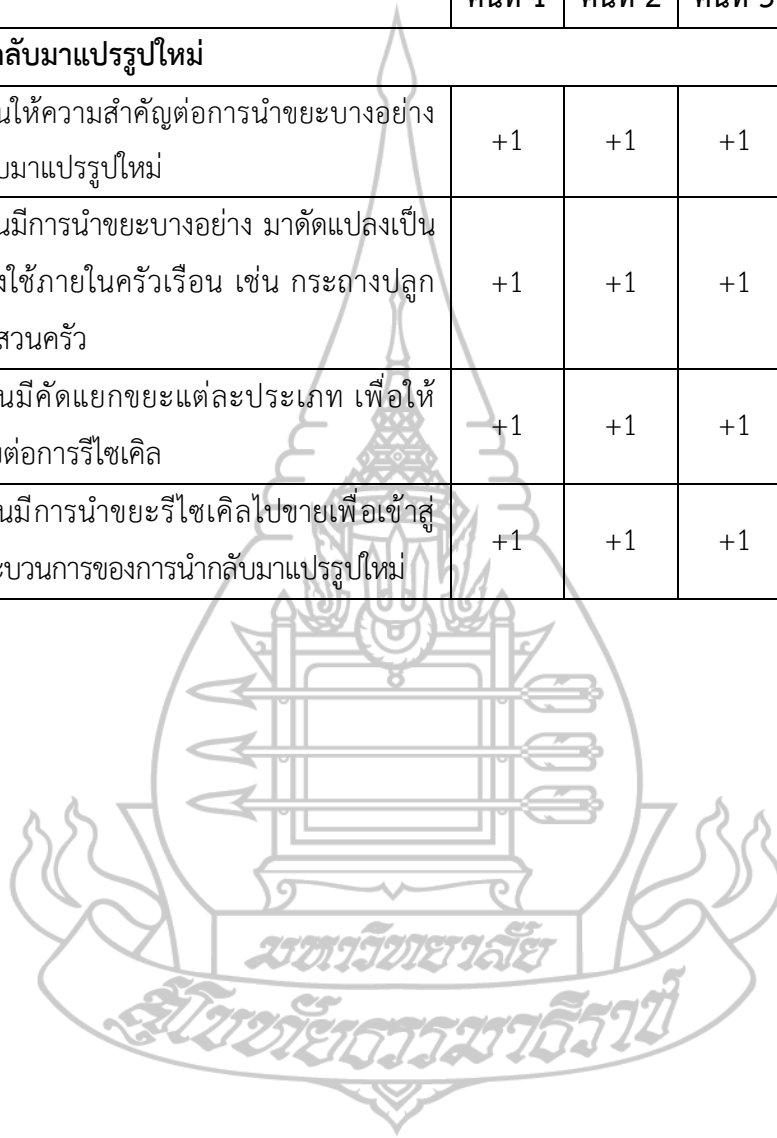 คนที่ 1 คนที่ 2 คนที่ 3
กลับมาแปรรูปใหม่
นให้ความสำคัญต่อการนำขยะบางอย่าง
บมาแปรรูปใหม่
+1 +1 +1
นมีการนำขยะบางอย่าง มาดัดแปลงเป็น
งใช้ภายในครัวเรือน เช่น กระถางปลูก
สวนครัว
+1 +1 +1
นมีคัดแยกขยะแต่ละประเภท เพื่อให้
ต่อการรีไซเคิล
+1 +1 +1
นมีการนำขยะรีไซเคิลไปขายเพื่อเข้าสู่
ะบวนการของการนำกลับมาแปรรูปใหม่
+1 +1 +1
มหาวิทยาลัย
สุโขทัยธรรมาธิราช